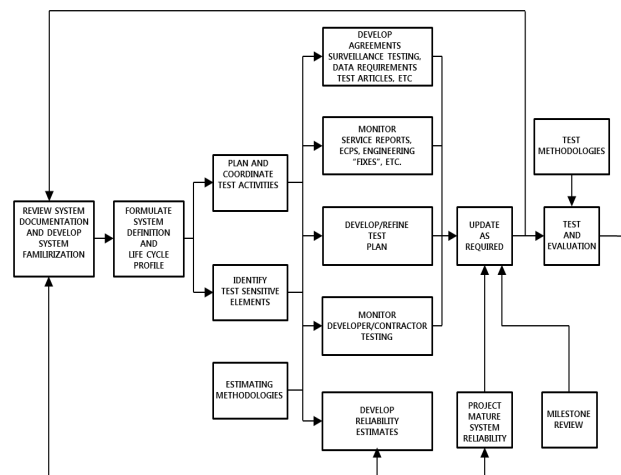 DEVELOP
AGREEMENTS
SURVEILLANCE TESTING,
DATA REQUIREMENTS
TEST ARTICLES, ETC
MONITOR
SERVICE REPORTS,
ECPS, ENGINEERING
"FIXES", ETC.
TEST
METHODOLOGIES
PLAN AND
COORDINATE
TEST ACTIVITIES
REVIEW SYSTEM
DOCUMENTATION
AND DEVELOP
SYSTEM
FAMILIRIZATION
FORMULATE
SYSTEM
DEFINITION
AND
LIFE CYCLE
PROFILE
DEVELOP/REFINE
TEST
PLAN
UPDATE
AS
REQUIRED
TEST
AND
EVALUATION
IDENTIFY
TEST SENSITIVE
ELEMENTS
MONITOR
DEVELOPER/CONTRACTOR
TESTING
ESTIMATING
METHODOLOGIES
DEVELOP
RELIABILITY
ESTIMATES
PROJECT
MATURE
SYSTEM
RELIABILITY
MILESTONE
REVIEW